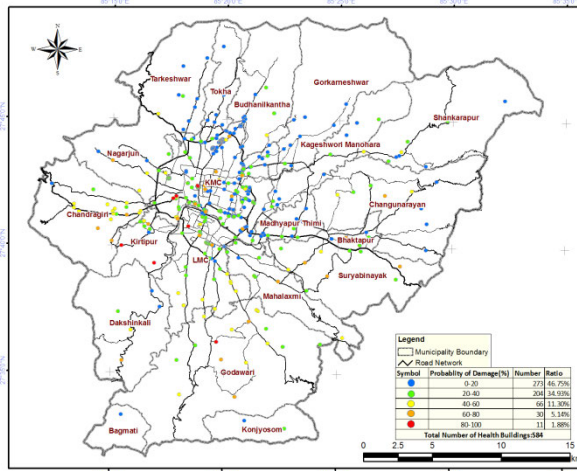 N
W
E
S
Tarkeshwar
Tokha
Gorkameshwar
Budhanilkantha
Shankarapur
Kageshwori Manohara
Nagarjun
KMC
Changunarayan
Chandragiri
Madhyapur Thimi
Kirtipur
Bhaktapur
LMC
Suryabinayak
Mahalaxmi
Dakshinkali
Godawari
Bagmati
Konjyosom
Legend
Municipality Boundary
Road Network
Symbol Probablity of Damage(%) Number Ratio
0-20 273 46.75%
20-40 204 34.93%
40-60 66 11.30%
60-80 30 5.14%
80-100 11 1.88%
Total Number of Health Buildings:584
0 2.5 5 10 15